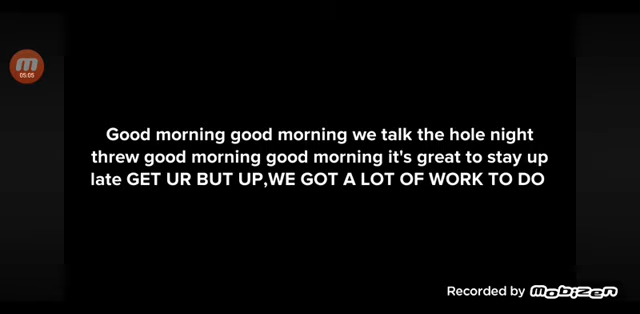 05:05
Good morning good morning we talk the hole night
threw good morning good morning it's great to stay up
late GET UR BUT UP,WE GOT A LOT OF WORK TO DO
Recorded by Mobizen